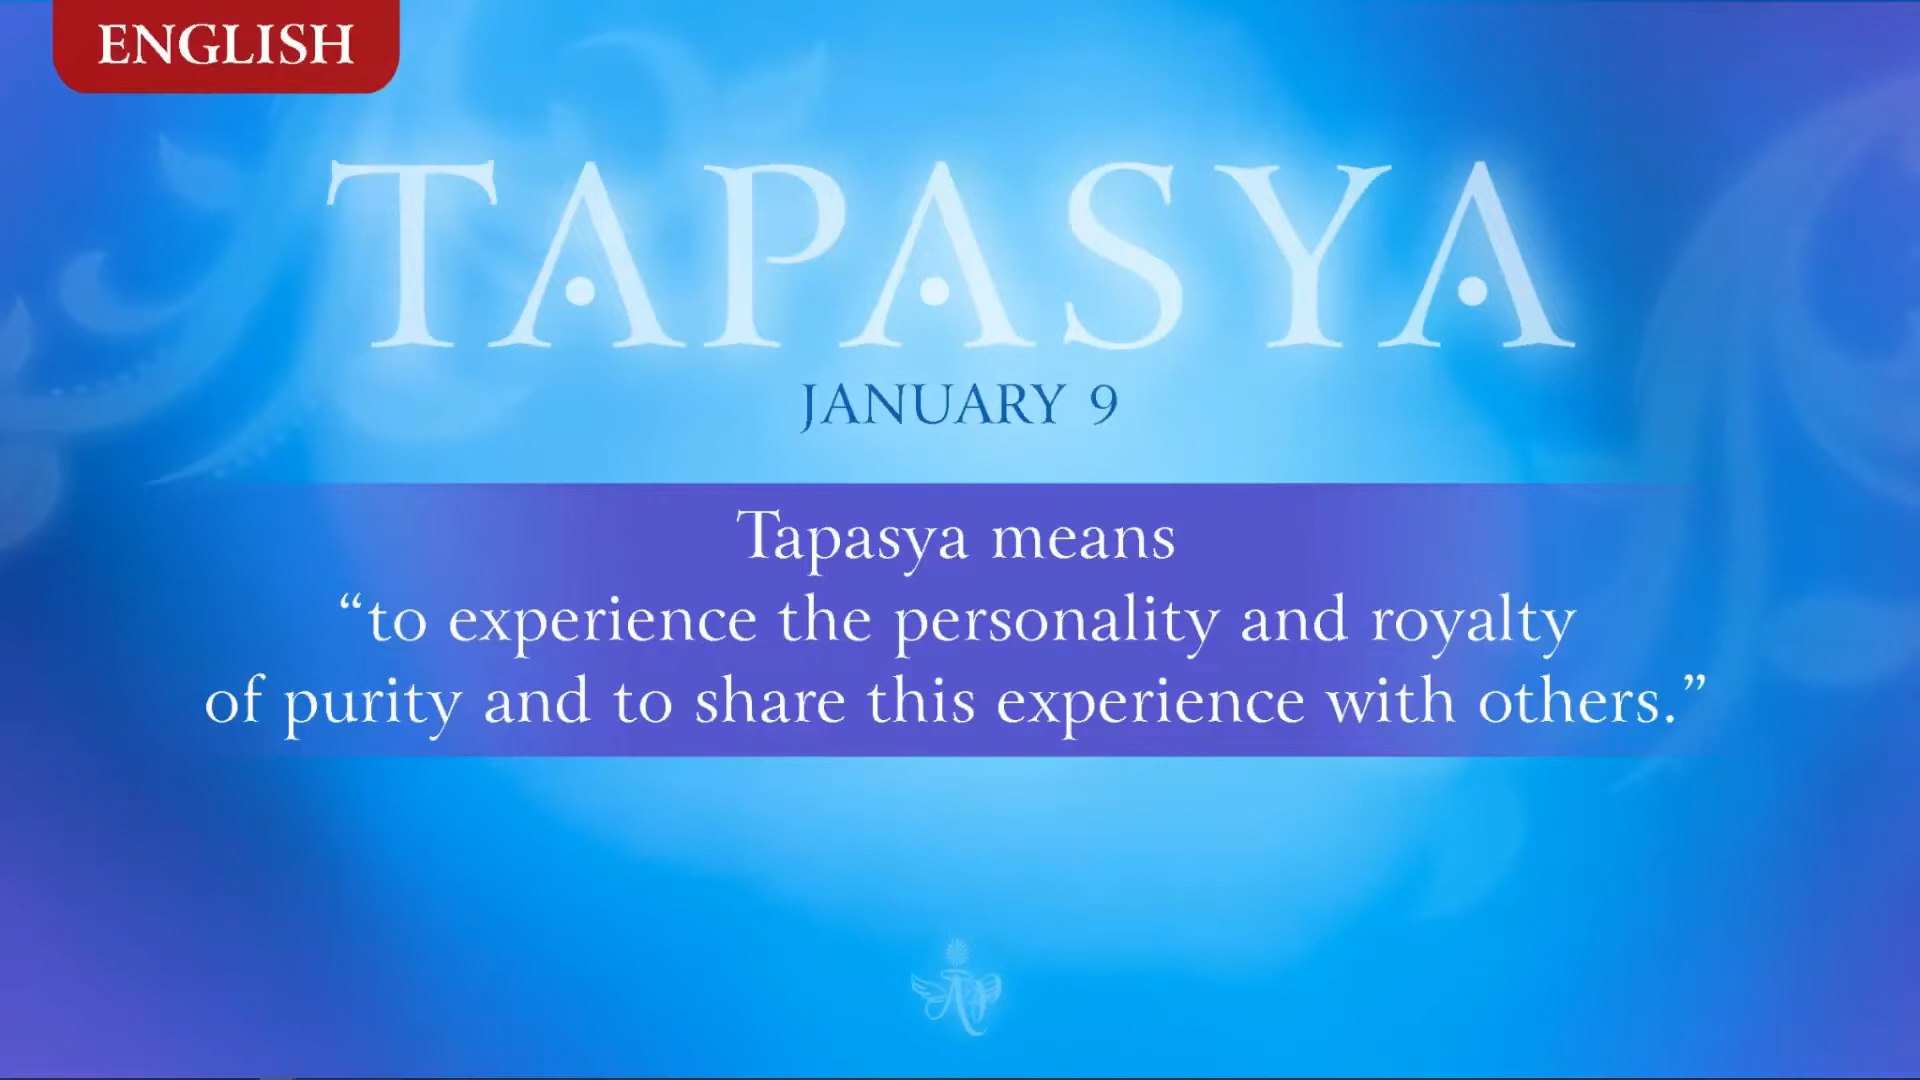 ENGLISH
TAPASYA
JANUARY 9
Tapasya means
“to experience the personality and royalty
of purity and to share this experience with others.”